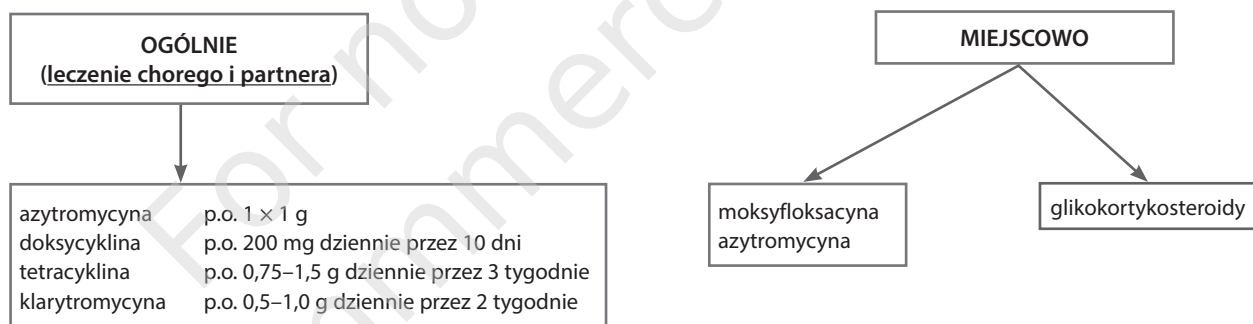 OGÓLNIE
(leczenie chorego i partnera)
azytromycyna p.o. 1 × 1 g
doksycyklina p.o. 200 mg dziennie przez 10 dni
tetracyklina p.o. 0,75–1,5 g dziennie przez 3 tygodnie
klarytromycyna p.o. 0,5–1,0 g dziennie przez 2 tygodnie
MIEJSCOWO
moksyfloksacyna
azytromycyna
glikokortykosteroidy